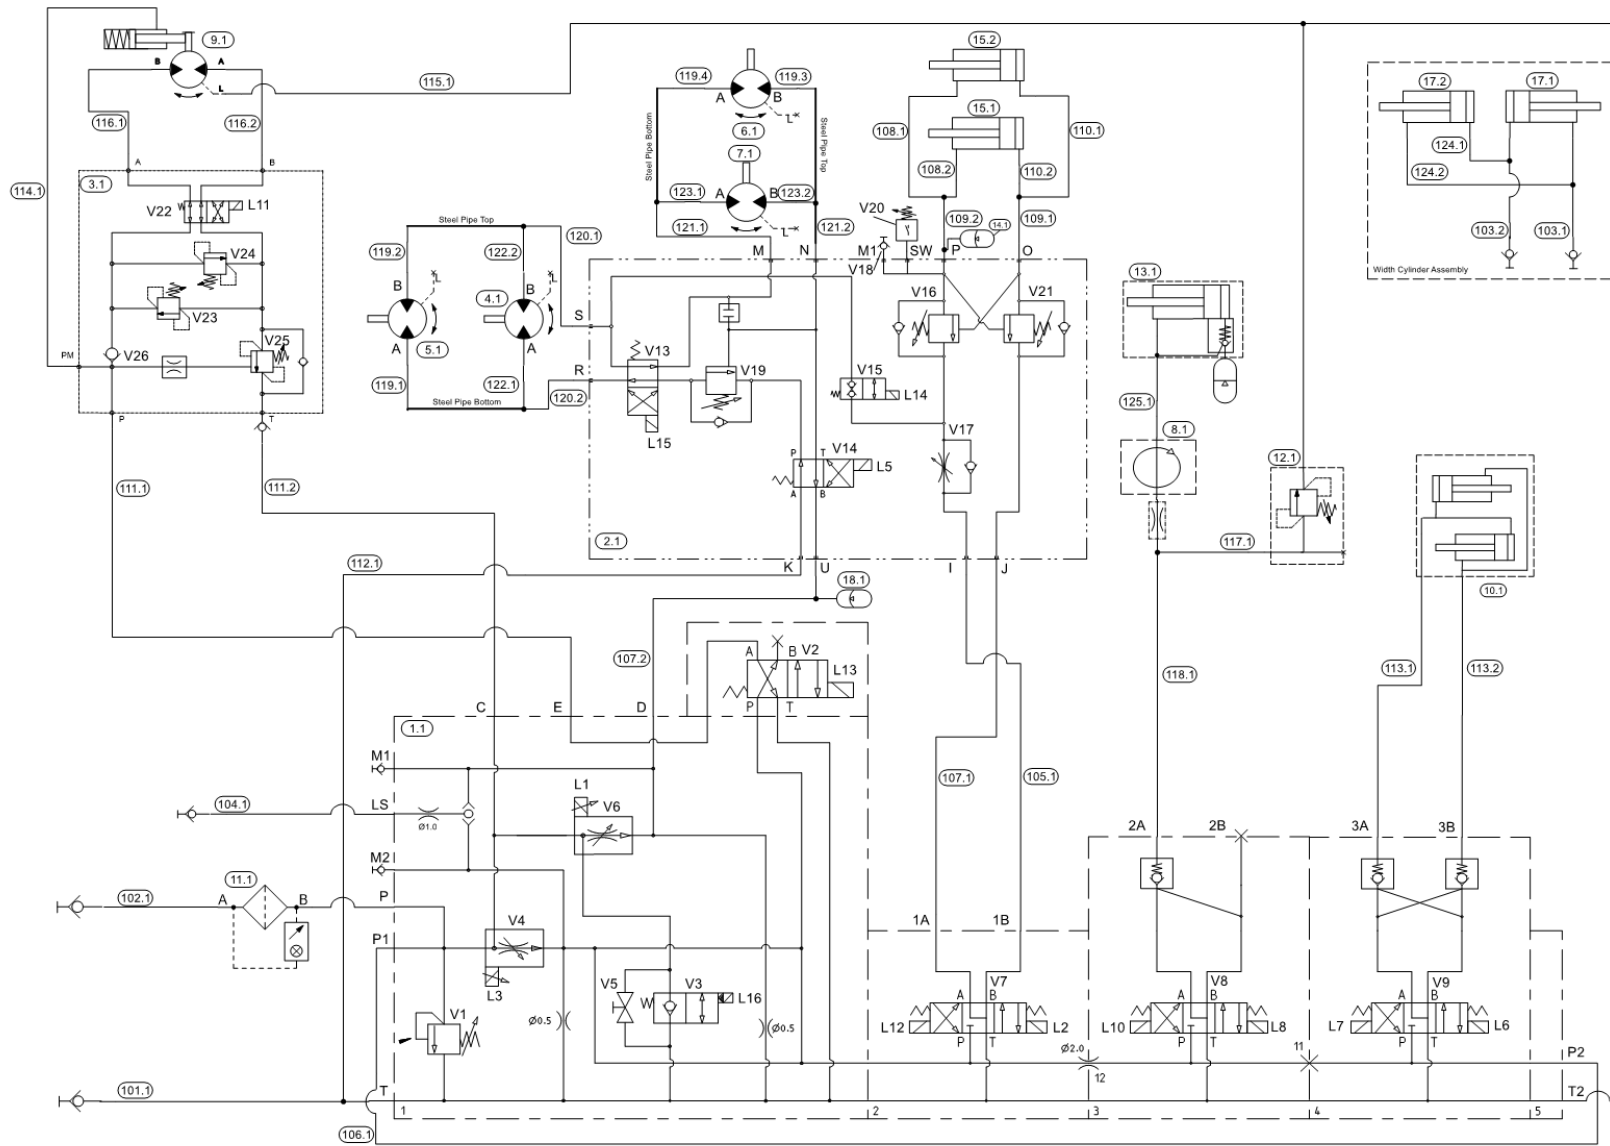 9.1
B
A
L
115.1
116.1
116.2
A
B
3.1
114.1
V22
W
L11
V24
V23
V25
V26
PM
P
T
111.1
111.2
112.1
119.4
119.3
A
B
L
6.1
7.1
Steel Pipe Bottom
Steel Pipe Top
123.1
A
B
123.2
L
121.1
121.2
M
N
Steel Pipe Top
120.1
119.2
122.2
L
L
B
B
4.1
5.1
A
A
119.1
122.1
Steel Pipe Bottom
120.2
S
R
V13
V19
L15
V15
L14
P
T
V14
L5
A
B
2.1
K
U
I
J
15.2
15.1
108.1
110.1
108.2
110.2
V20
109.2
14.1
109.1
M1
SW
P
O
V18
V16
V21
V17
17.2
17.1
124.1
124.2
103.2
103.1
Width Cylinder Assembly
13.1
125.1
8.1
12.1
117.1
10.1
18.1
107.2
A
B
V2
L13
P
T
C
E
D
1.1
M1
104.1
LS
Ø1.0
L1
V6
M2
102.1
A
11.1
B
P
P1
V4
L3
V1
V5
W
V3
L16
Ø0.5
Ø0.5
101.1
T
106.1
1
2
3
4
5
107.1
105.1
1A
1B
V7
A
B
L12
L2
P
T
Ø2.0
12
118.1
2A
2B
V8
A
B
L10
L8
P
T
11
113.1
113.2
3A
3B
V9
A
B
L7
L6
P
T
P2
T2